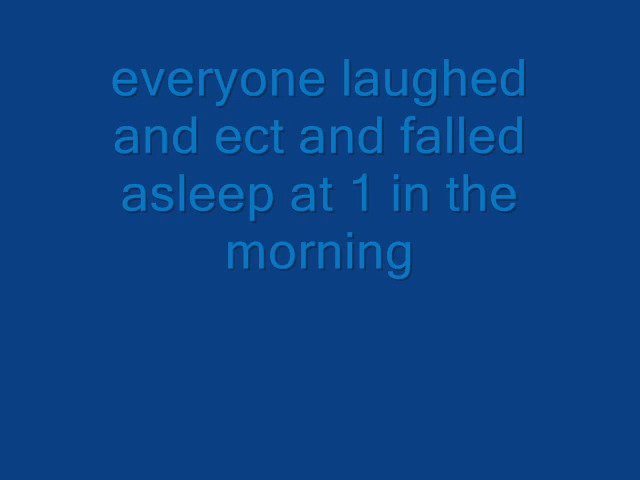 everyone laughed
and ect and falled
asleep at 1 in the
morning